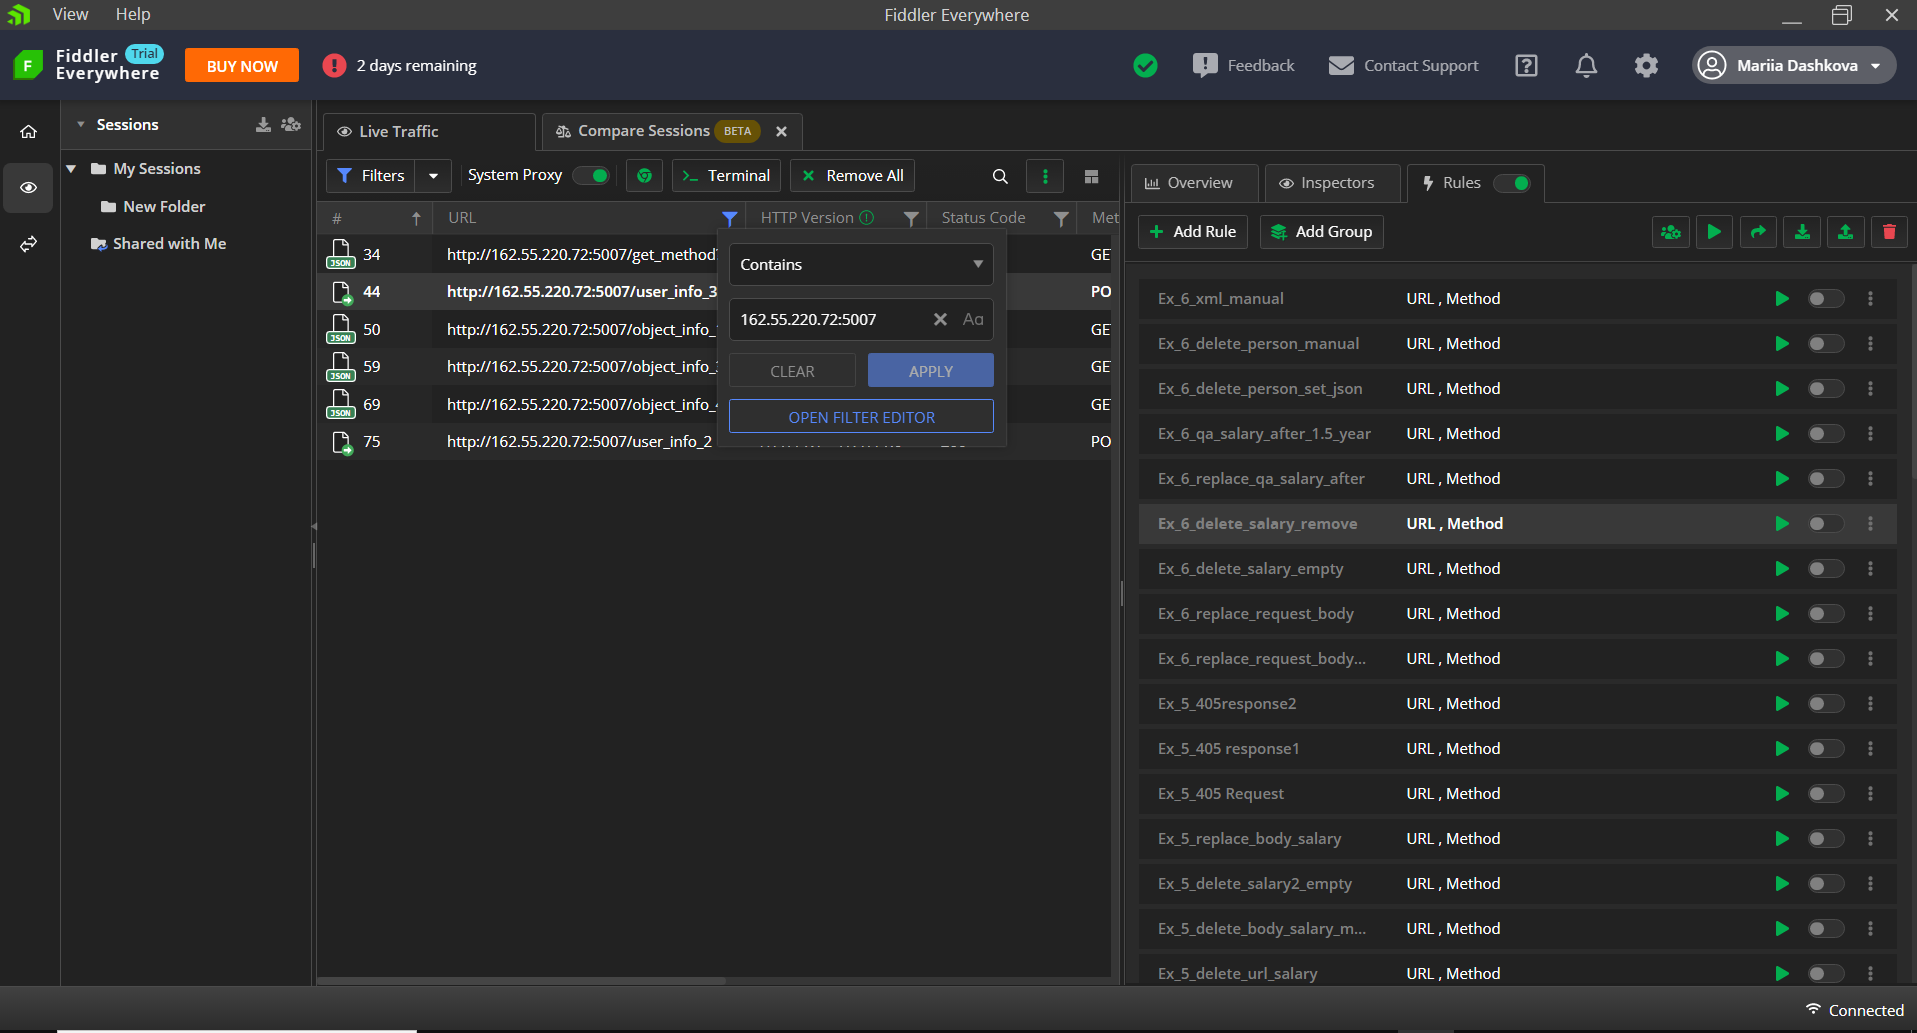 View Help
Fiddler Everywhere
F
Fiddler Trial
Everywhere
BUY NOW
! 2 days remaining
! Feedback
Contact Support
?
Mariia Dashkova
Sessions
My Sessions
New Folder
Shared with Me
Live Traffic
Compare Sessions BETA
Filters
System Proxy
Terminal
Remove All
# URL HTTP Version Status Code Met
JSON 34 http://162.55.220.72:5007/get_method GE
44 http://162.55.220.72:5007/user_info_3 PO
JSON 50 http://162.55.220.72:5007/object_info_ GE
JSON 59 http://162.55.220.72:5007/object_info_ GE
JSON 69 http://162.55.220.72:5007/object_info_ GE
75 http://162.55.220.72:5007/user_info_2 PO
Contains
162.55.220.72:5007 Aa
CLEAR APPLY
OPEN FILTER EDITOR
Overview
Inspectors
Rules
Add Rule
Add Group
Ex_6_xml_manual URL , Method
Ex_6_delete_person_manual URL , Method
Ex_6_delete_person_set_json URL , Method
Ex_6_qa_salary_after_1.5_year URL , Method
Ex_6_replace_qa_salary_after URL , Method
Ex_6_delete_salary_remove URL , Method
Ex_6_delete_salary_empty URL , Method
Ex_6_replace_request_body URL , Method
Ex_6_replace_request_body... URL , Method
Ex_5_405response2 URL , Method
Ex_5_405 response1 URL , Method
Ex_5_405 Request URL , Method
Ex_5_replace_body_salary URL , Method
Ex_5_delete_salary2_empty URL , Method
Ex_5_delete_body_salary_m... URL , Method
Ex_5_delete_url_salary URL , Method
Connected